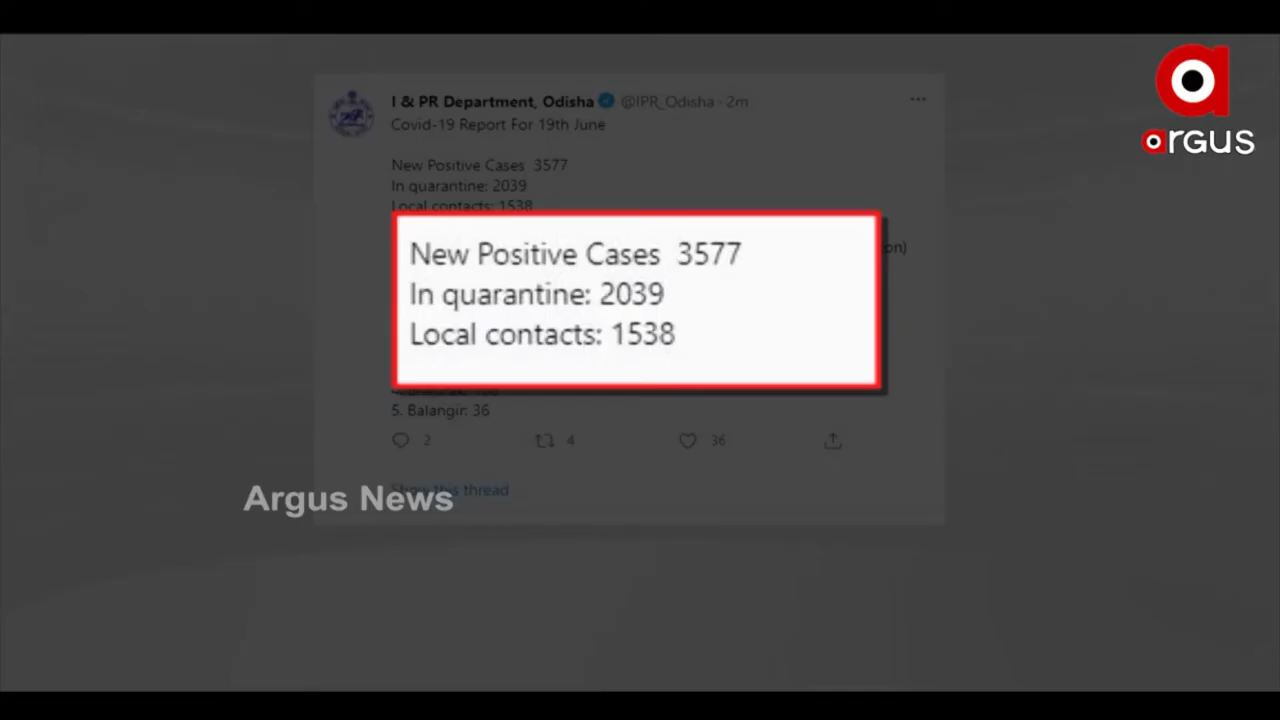 argus
I & PR Department, Odisha @IPR_Odisha · 2m
Covid-19 Report For 19th June
New Positive Cases 3577
In quarantine: 2039
Local contacts: 1538
New Positive Cases 3577
In quarantine: 2039
Local contacts: 1538
5. Balangir: 36
2 4 36
Show this thread
Argus News